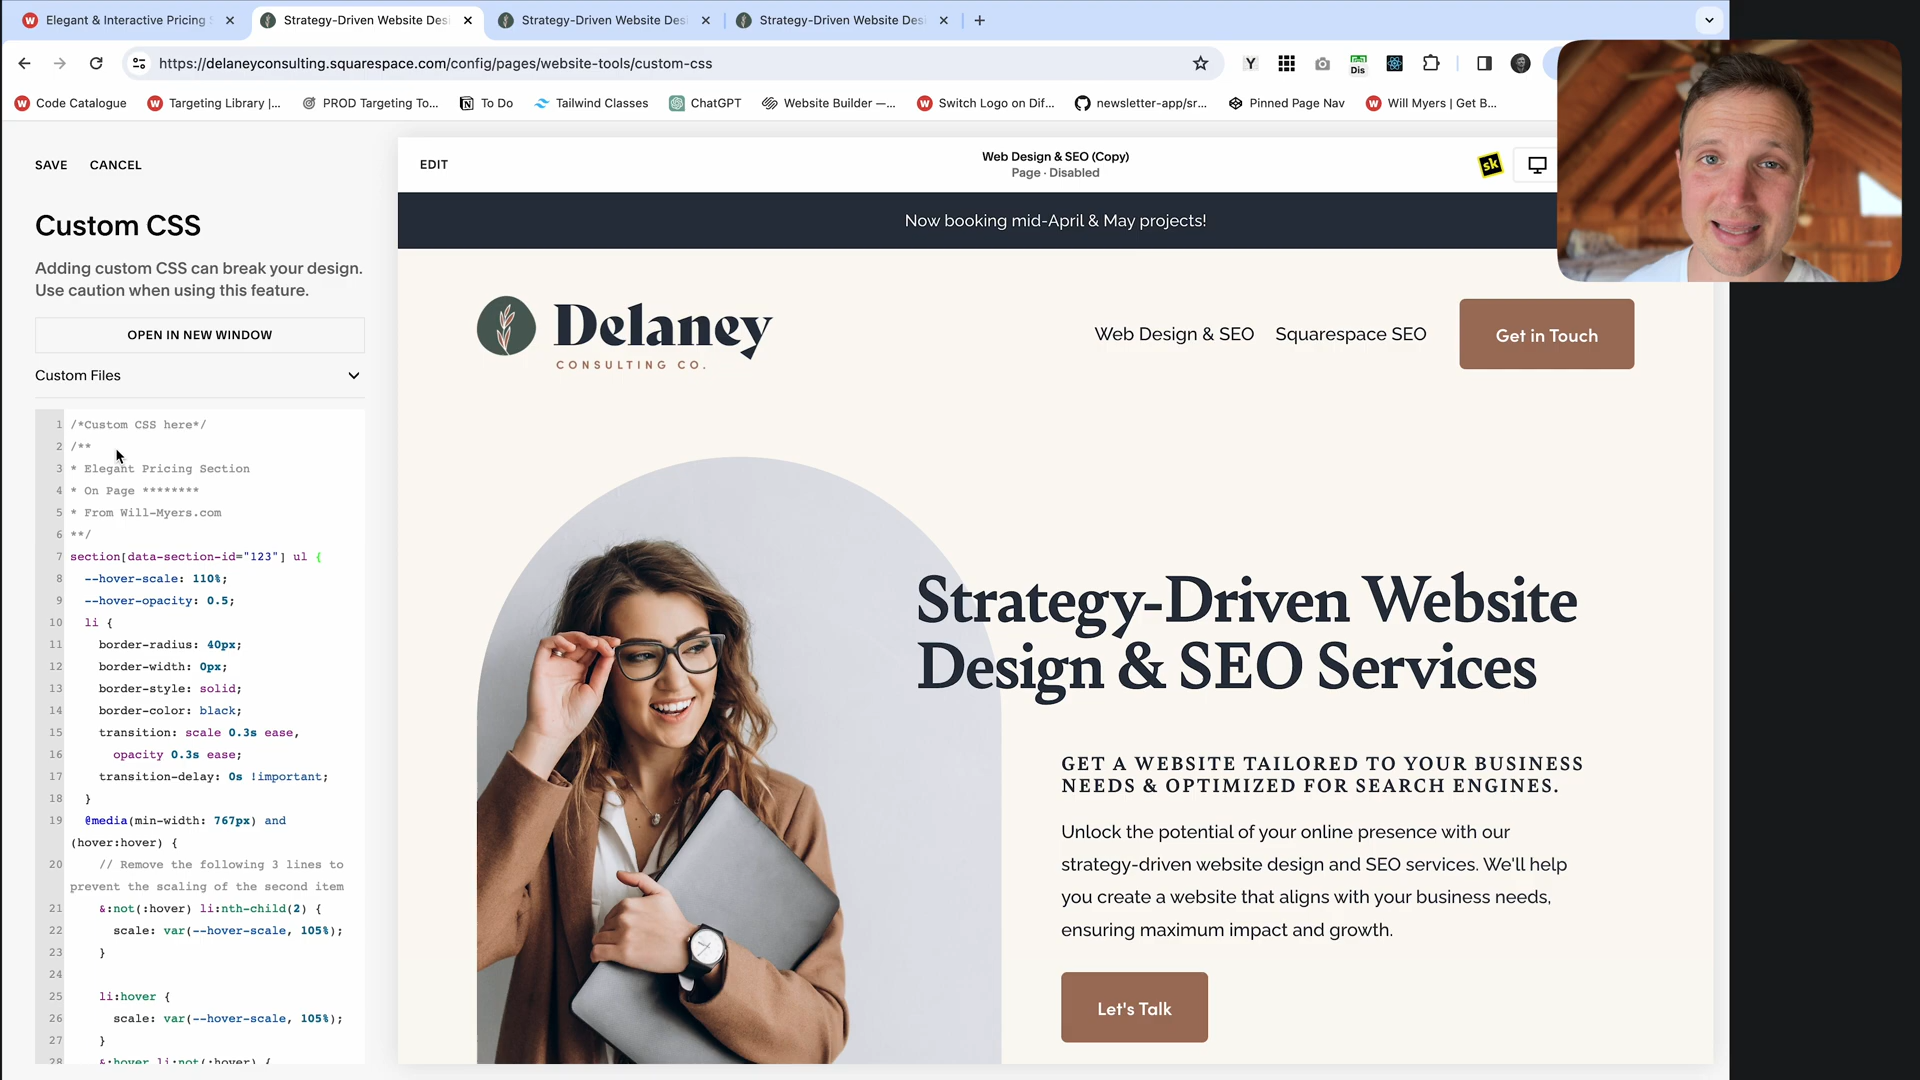 Elegant & Interactive Pricing S
Strategy-Driven Website Desi
Strategy-Driven Website Desi
Strategy-Driven Website Desi
https://delaneyconsulting.squarespace.com/config/pages/website-tools/custom-css
Y
Dis
Code Catalogue
Targeting Library |...
PROD Targeting To...
To Do
Tailwind Classes
ChatGPT
Website Builder —...
Switch Logo on Dif...
newsletter-app/sr...
Pinned Page Nav
Will Myers | Get B...
SAVE CANCEL
Custom CSS
Adding custom CSS can break your design.
Use caution when using this feature.
OPEN IN NEW WINDOW
Custom Files
1 /*Custom CSS here*/
2 /**
3 * Elegant Pricing Section
4 * On Page ********
5 * From Will-Myers.com
6 **/
7 section[data-section-id="123"] ul {
8 --hover-scale: 110%;
9 --hover-opacity: 0.5;
10 li {
11 border-radius: 40px;
12 border-width: 0px;
13 border-style: solid;
14 border-color: black;
15 transition: scale 0.3s ease,
16 opacity 0.3s ease;
17 transition-delay: 0s !important;
18 }
19 @media(min-width: 767px) and
(hover:hover) {
20 // Remove the following 3 lines to
prevent the scaling of the second item
21 &:not(:hover) li:nth-child(2) {
22 scale: var(--hover-scale, 105%);
23 }
24
25 li:hover {
26 scale: var(--hover-scale, 105%);
27 }
28 &:hover li:not(:hover) {
EDIT
Web Design & SEO (Copy)
Page · Disabled
sk
Now booking mid-April & May projects!
Delaney
CONSULTING CO.
Web Design & SEO
Squarespace SEO
Get in Touch
Strategy-Driven Website
Design & SEO Services
GET A WEBSITE TAILORED TO YOUR BUSINESS
NEEDS & OPTIMIZED FOR SEARCH ENGINES.
Unlock the potential of your online presence with our
strategy-driven website design and SEO services. We'll help
you create a website that aligns with your business needs,
ensuring maximum impact and growth.
Let's Talk